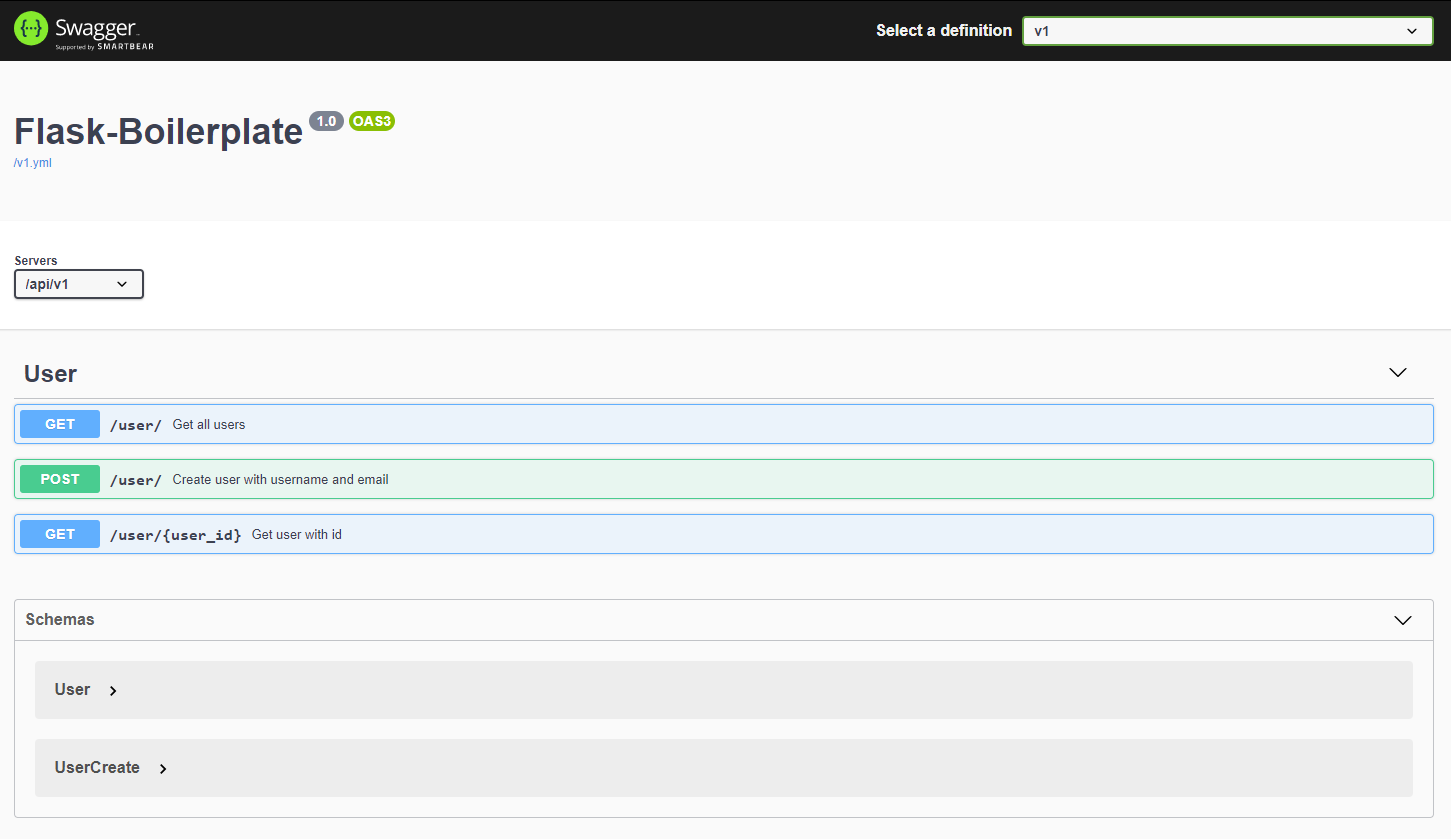 Swagger
Supported by SMARTBEAR
Select a definition
v1
Flask-Boilerplate 1.0 OAS3
/v1.yml
Servers
/api/v1
User
GET /user/ Get all users
POST /user/ Create user with username and email
GET /user/{user_id} Get user with id
Schemas
User
UserCreate